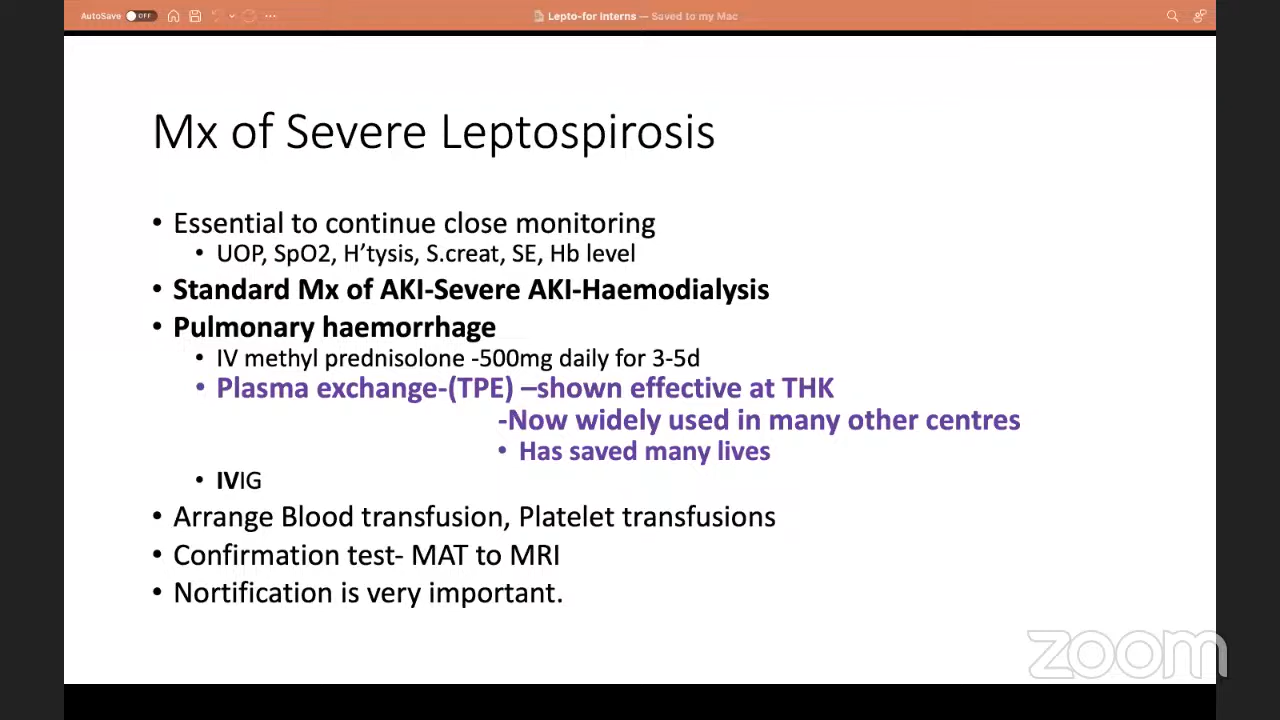 AutoSave OFF
Lepto-for Interns — Saved to my Mac
Mx of Severe Leptospirosis
• Essential to continue close monitoring
• UOP, SpO2, H’tysis, S.creat, SE, Hb level
• Standard Mx of AKI-Severe AKI-Haemodialysis
• Pulmonary haemorrhage
• IV methyl prednisolone -500mg daily for 3-5d
• Plasma exchange-(TPE) –shown effective at THK
-Now widely used in many other centres
• Has saved many lives
• IVIG
• Arrange Blood transfusion, Platelet transfusions
• Confirmation test- MAT to MRI
• Nortification is very important.
zoom